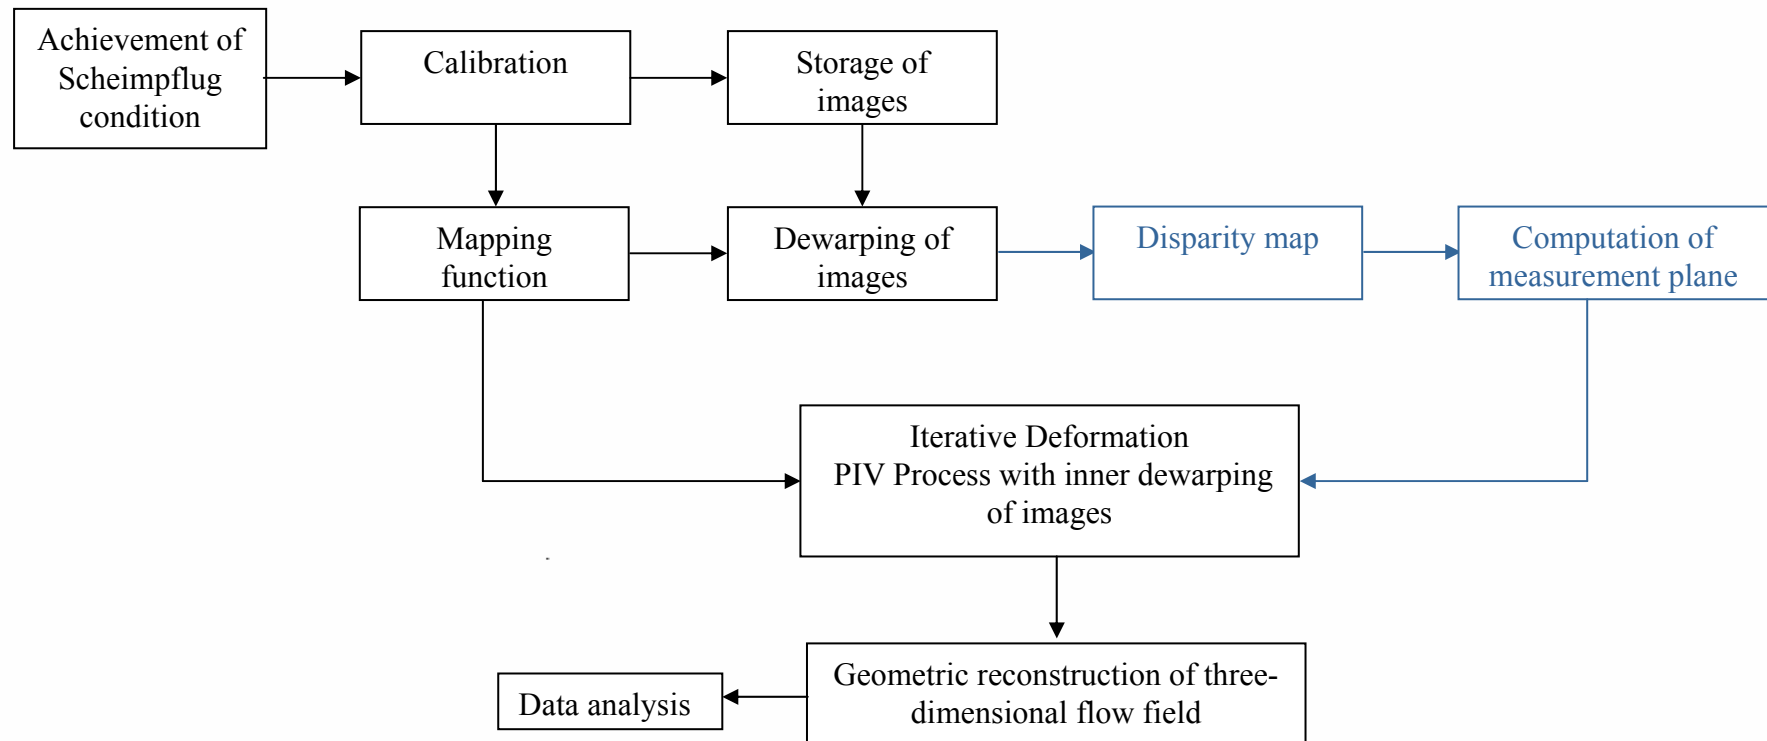 Achievement of
Scheimpflug
condition
Calibration
Storage of
images
Mapping
function
Dewarping of
images
Disparity map
Computation of
measurement plane
Iterative Deformation
PIV Process with inner dewarping
of images
Geometric reconstruction of three-
dimensional flow field
Data analysis